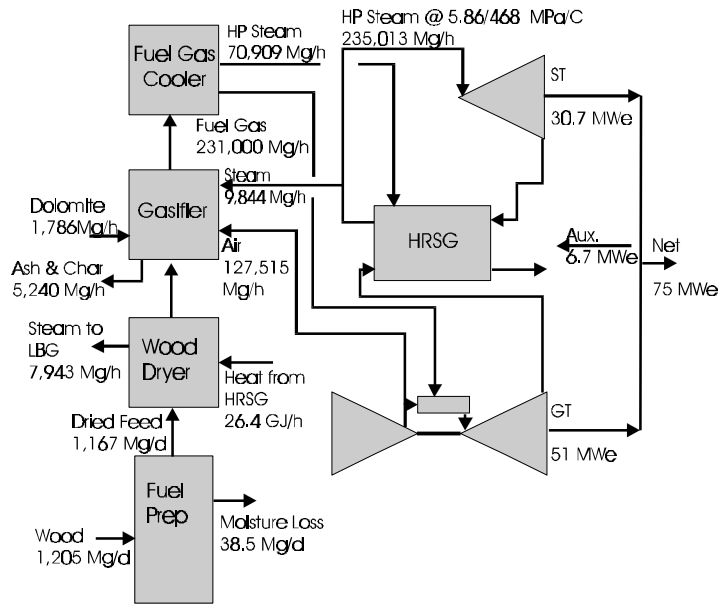 HP Steam
70,909 Mg/h
HP Steam @ 5.86/468 MPa/C
235,013 Mg/h
Fuel Gas
Cooler
ST
30.7 MWe
Fuel Gas
231,000 Mg/h
Steam
9,844 Mg/h
Gasifier
Dolomite
1,786Mg/h
HRSG
Aux.
6.7 MWe
Net
75 MWe
Air
127,515
Mg/h
Ash & Char
5,240 Mg/h
Steam to
LBG
7,943 Mg/h
Wood
Dryer
Heat from
HRSG
26.4 GJ/h
Dried Feed
1,167 Mg/d
GT
51 MWe
Fuel
Prep
Wood
1,205 Mg/d
Moisture Loss
38.5 Mg/d